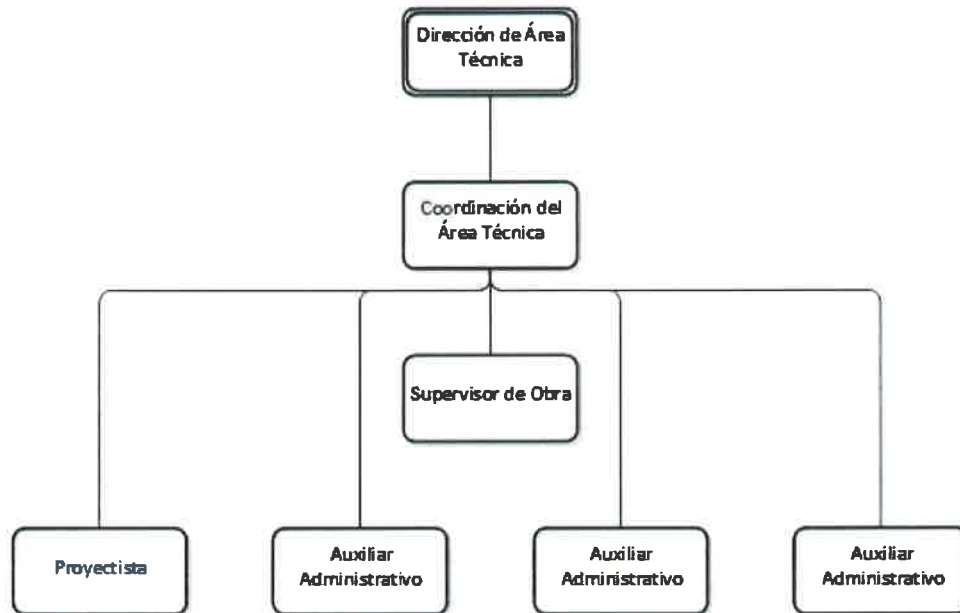 Dirección de Área
Técnica
Coordinación del
Área Técnica
Supervisor de Obra
Proyectista
Auxiliar
Administrativo
Auxiliar
Administrativo
Auxiliar
Administrativo